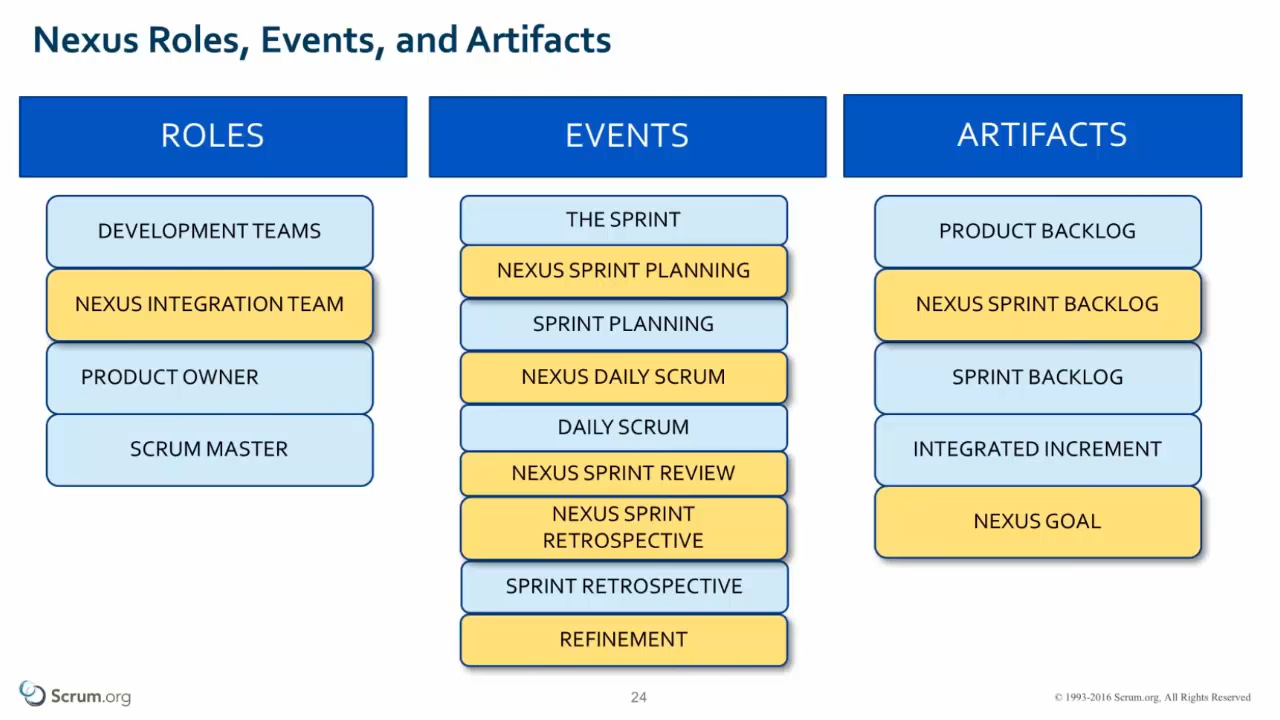 Nexus Roles, Events, and Artifacts
ROLES
DEVELOPMENT TEAMS
NEXUS INTEGRATION TEAM
PRODUCT OWNER
SCRUM MASTER
EVENTS
THE SPRINT
NEXUS SPRINT PLANNING
SPRINT PLANNING
NEXUS DAILY SCRUM
DAILY SCRUM
NEXUS SPRINT REVIEW
NEXUS SPRINT
RETROSPECTIVE
SPRINT RETROSPECTIVE
REFINEMENT
ARTIFACTS
PRODUCT BACKLOG
NEXUS SPRINT BACKLOG
SPRINT BACKLOG
INTEGRATED INCREMENT
NEXUS GOAL
Scrum.org
24
© 1993-2016 Scrum.org, All Rights Reserved